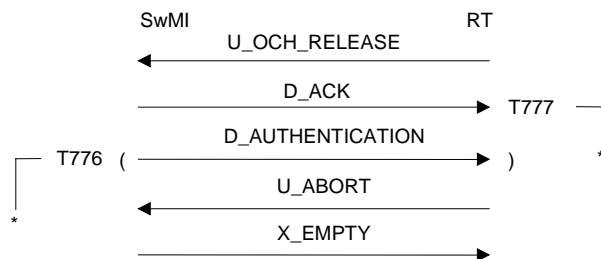 SwMI RT
U_OCH_RELEASE
D_ACK
T777
D_AUTHENTICATION
T776 ( ) *
U_ABORT
*
X_EMPTY